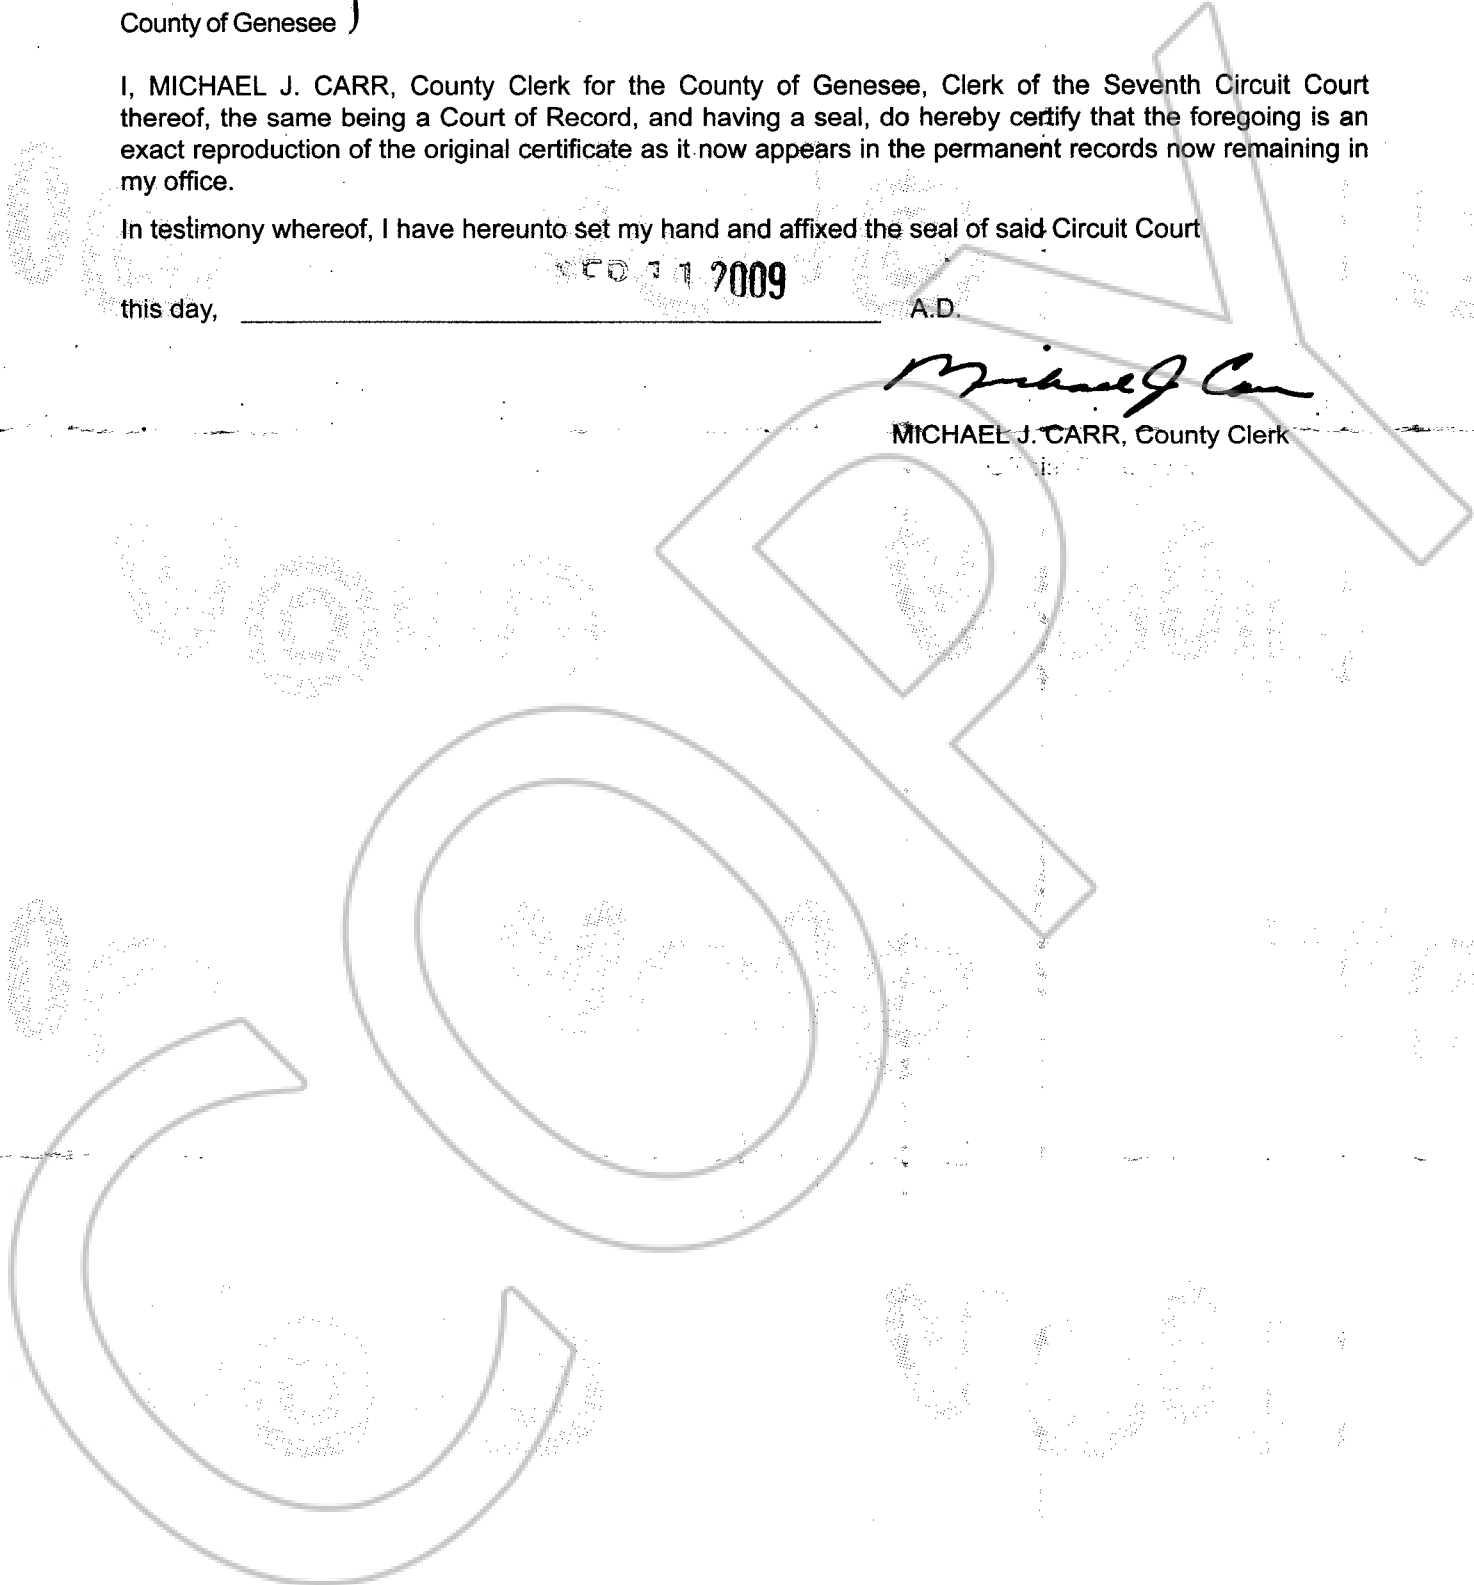 County of Genesee )
I, MICHAEL J. CARR, County Clerk for the County of Genesee, Clerk of the Seventh Circuit Court
thereof, the same being a Court of Record, and having a seal, do hereby certify that the foregoing is an
exact reproduction of the original certificate as it now appears in the permanent records now remaining in
my office.
In testimony whereof, I have hereunto set my hand and affixed the seal of said Circuit Court
11 2009
this day, A.D.
Michael J Carr
MICHAEL J. CARR, County Clerk
COPY